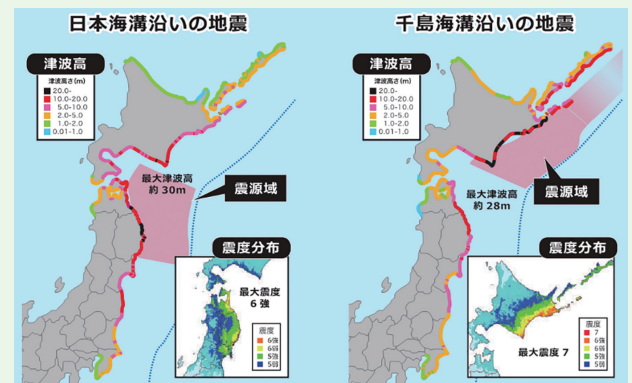 日本海溝沿いの地震
津波高
津波高さ(m)
20.0-
10.0-20.0
5.0-10.0
2.0-5.0
1.0-2.0
0.01-1.0
最大津波高
約30m
震源域
震度分布
最大震度
6強
震度
6強
6弱
5強
5弱
千島海溝沿いの地震
津波高
津波高さ(m)
20.0-
10.0-20.0
5.0-10.0
2.0-5.0
1.0-2.0
0.01-1.0
最大津波高
約28m
震源域
震度分布
最大震度7
震度
7
6強
6弱
5強
5弱